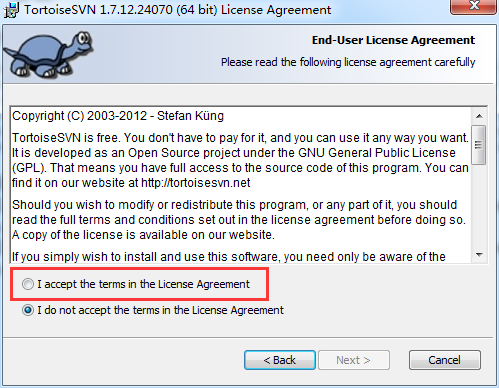 TortoiseSVN 1.7.12.24070 (64 bit) License Agreement
End-User License Agreement
Please read the following license agreement carefully
Copyright (C) 2003-2012 - Stefan Küng
TortoiseSVN is free. You don't have to pay for it, and you can use it any way you want.
It is developed as an Open Source project under the GNU General Public License
(GPL). That means you have full access to the source code of this program. You can
find it on our website at http://tortoisesvn.net
Should you wish to modify or redistribute this program, or any part of it, you should
read the full terms and conditions set out in the license agreement before doing so.
A copy of the license is available on our website.
If you simply wish to install and use this software, you need only be aware of the
I accept the terms in the License Agreement
I do not accept the terms in the License Agreement
< Back
Next >
Cancel